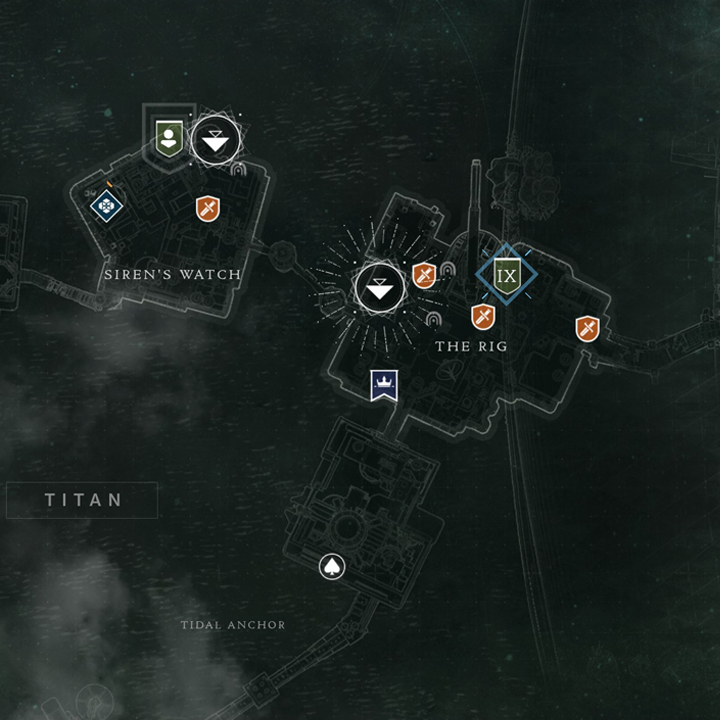 SIREN'S WATCH
IX
THE RIG
TITAN
TIDAL ANCHOR